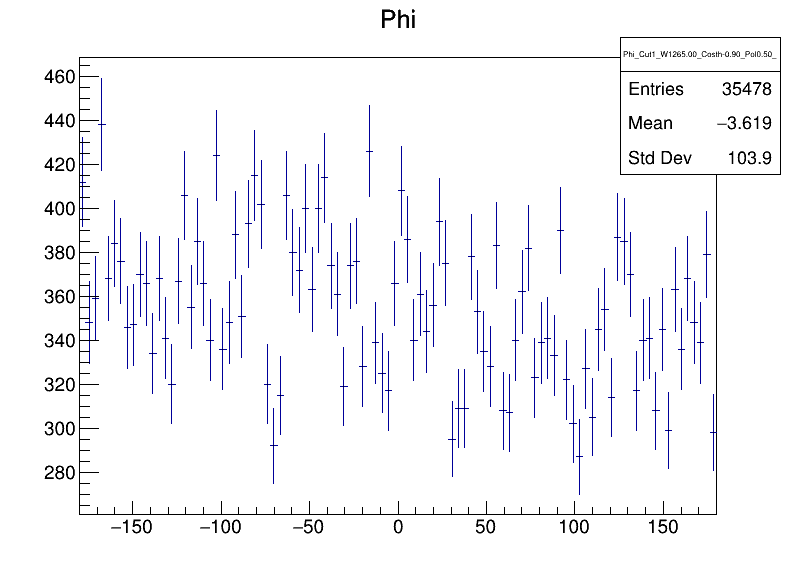 Phi
Phi_Cut1_W1265.00_Costh-0.90_Pol0.50_
Entries 35478
Mean −3.619
Std Dev 103.9
460
440
420
400
380
360
340
320
300
280
−150 −100 −50 0 50 100 150